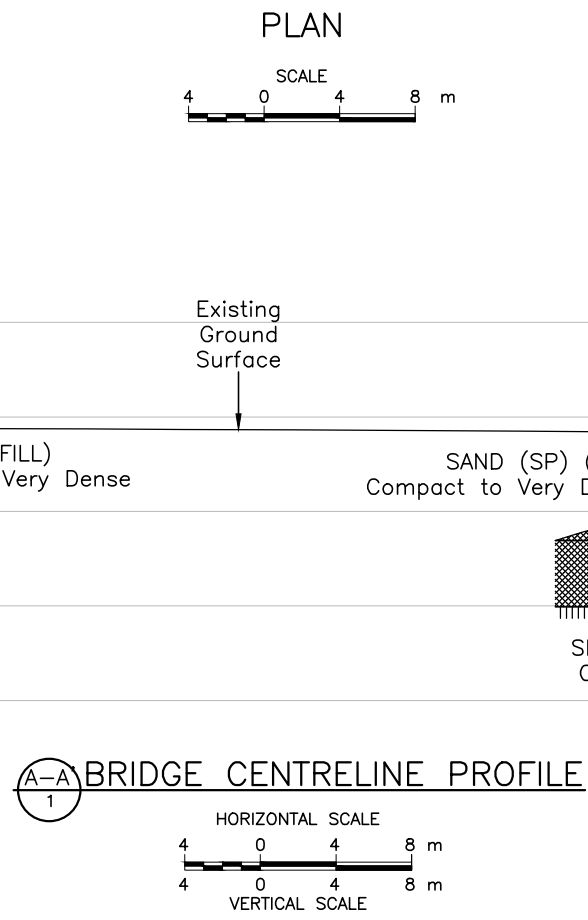 PLAN
SCALE
4 0 4 8 m
Existing
Ground
Surface
FILL)
Very Dense
SAND (SP) (
Compact to Very D
A-A'
1
BRIDGE CENTRELINE PROFILE
HORIZONTAL SCALE
4 0 4 8 m
4 0 4 8 m
VERTICAL SCALE